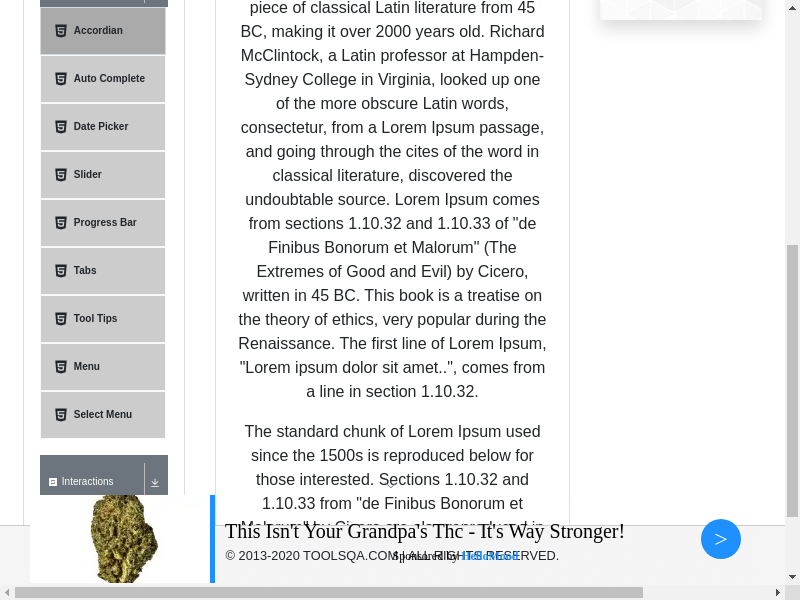 Accordian
Auto Complete
Date Picker
Slider
Progress Bar
Tabs
Tool Tips
Menu
Select Menu
Interactions
piece of classical Latin literature from 45
BC, making it over 2000 years old. Richard
McClintock, a Latin professor at Hampden-
Sydney College in Virginia, looked up one
of the more obscure Latin words,
consectetur, from a Lorem Ipsum passage,
and going through the cites of the word in
classical literature, discovered the
undoubtable source. Lorem Ipsum comes
from sections 1.10.32 and 1.10.33 of "de
Finibus Bonorum et Malorum" (The
Extremes of Good and Evil) by Cicero,
written in 45 BC. This book is a treatise on
the theory of ethics, very popular during the
Renaissance. The first line of Lorem Ipsum,
"Lorem ipsum dolor sit amet..", comes from
a line in section 1.10.32.
The standard chunk of Lorem Ipsum used
since the 1500s is reproduced below for
those interested. Sections 1.10.32 and
1.10.33 from "de Finibus Bonorum et
This Isn't Your Grandpa's Thc - It's Way Stronger!
>
© 2013-2020 TOOLSQA.COM | ALL RIGHTS RESERVED.
Sponsored by